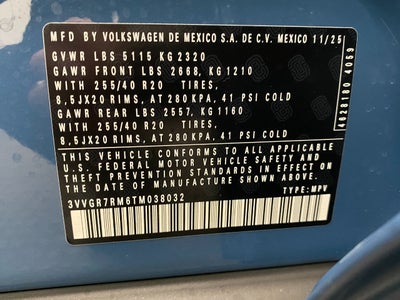 MFD BY VOLKSWAGEN DE MEXICO S.A. DE C.V. MEXICO 11/25
GVWR LBS 5115 KG 2320
GAWR FRONT LBS 2668, KG 1210
WITH 255/40 R20 TIRES,
8,5JX20 RIMS, AT 280 KPA, 41 PSI COLD
GAWR REAR LBS 2557, KG 1160
WITH 255/40 R20 TIRES,
8,5JX20 RIMS, AT 280 KPA, 41 PSI COLD
THIS VEHICLE CONFORMS TO ALL APPLICABLE
U.S. FEDERAL MOTOR VEHICLE SAFETY AND
THEFT PREVENTION STANDARDS IN EFFECT ON
THE DATE OF MANUFACTURE SHOWN ABOVE
3VVGR7RM6TM038032 TYPE: MPV
4628180 4059